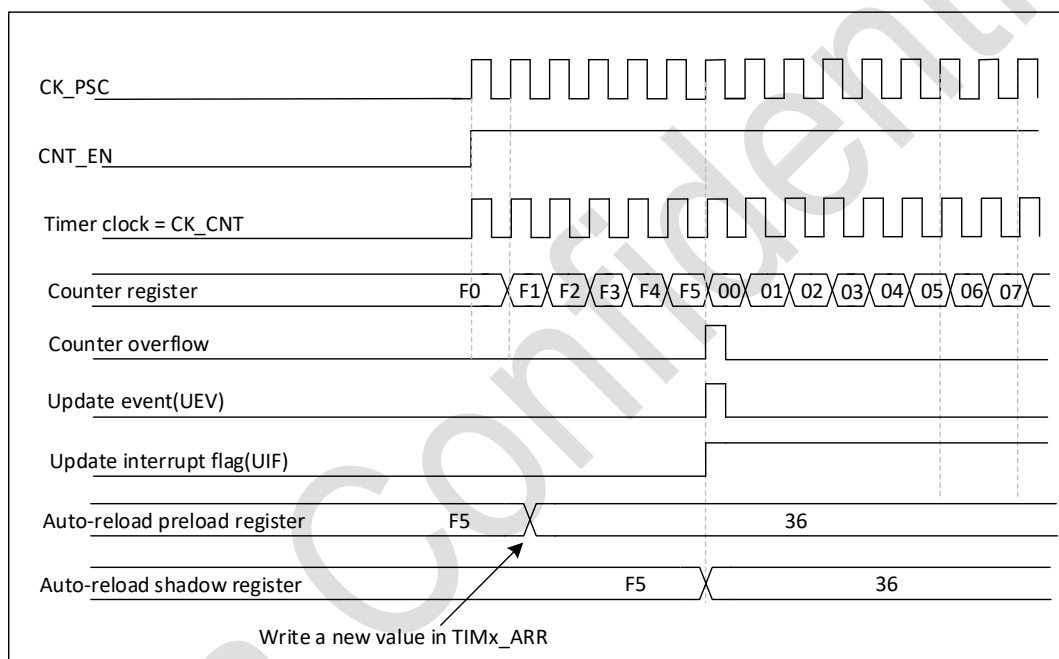 CK_PSC
CNT_EN
Timer clock = CK_CNT
Counter register F0 F1 F2 F3 F4 F5 00 01 02 03 04 05 06 07
Counter overflow
Update event(UEV)
Update interrupt flag(UIF)
Auto-reload preload register F5 36
Auto-reload shadow register F5 36
Write a new value in TIMx_ARR